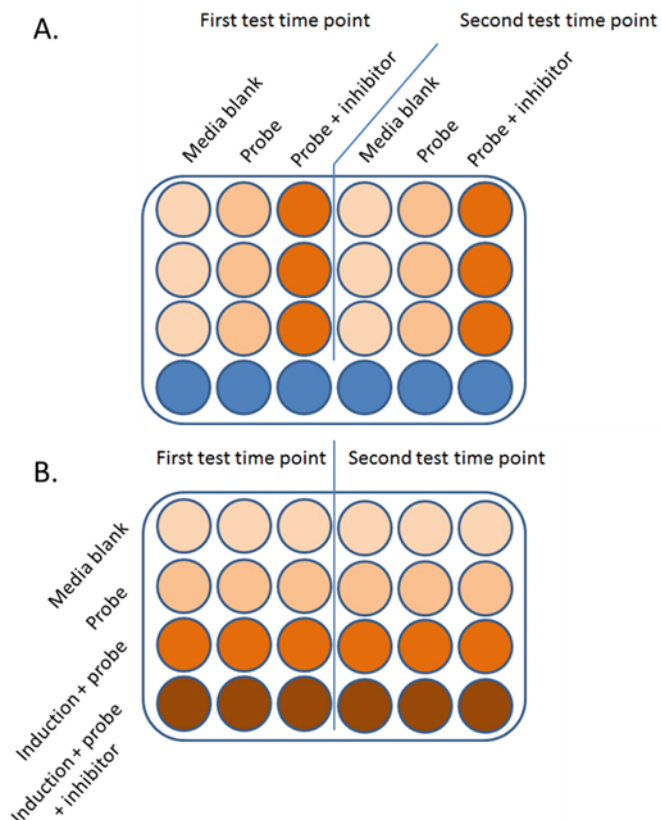 A.
First test time point
Second test time point
Media blank
Probe
Probe + inhibitor
Media blank
Probe
Probe + inhibitor
B.
First test time point
Second test time point
Media blank
Probe
Induction + probe
Induction + probe
+ inhibitor